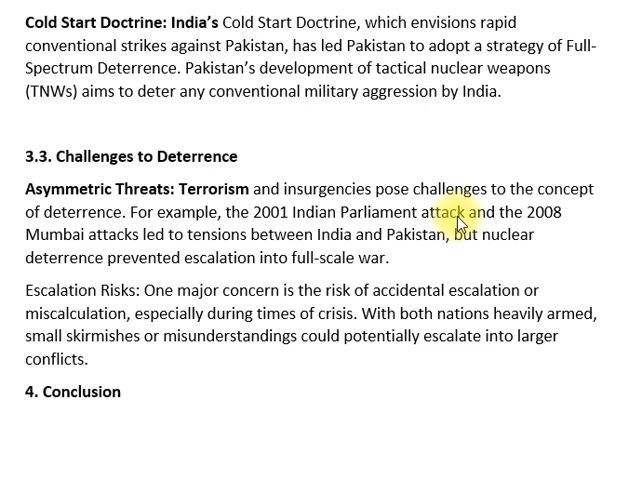 Cold Start Doctrine: India’s Cold Start Doctrine, which envisions rapid
conventional strikes against Pakistan, has led Pakistan to adopt a strategy of Full-
Spectrum Deterrence. Pakistan’s development of tactical nuclear weapons
(TNWs) aims to deter any conventional military aggression by India.
3.3. Challenges to Deterrence
Asymmetric Threats: Terrorism and insurgencies pose challenges to the concept
of deterrence. For example, the 2001 Indian Parliament attack and the 2008
Mumbai attacks led to tensions between India and Pakistan, but nuclear
deterrence prevented escalation into full-scale war.
Escalation Risks: One major concern is the risk of accidental escalation or
miscalculation, especially during times of crisis. With both nations heavily armed,
small skirmishes or misunderstandings could potentially escalate into larger
conflicts.
4. Conclusion